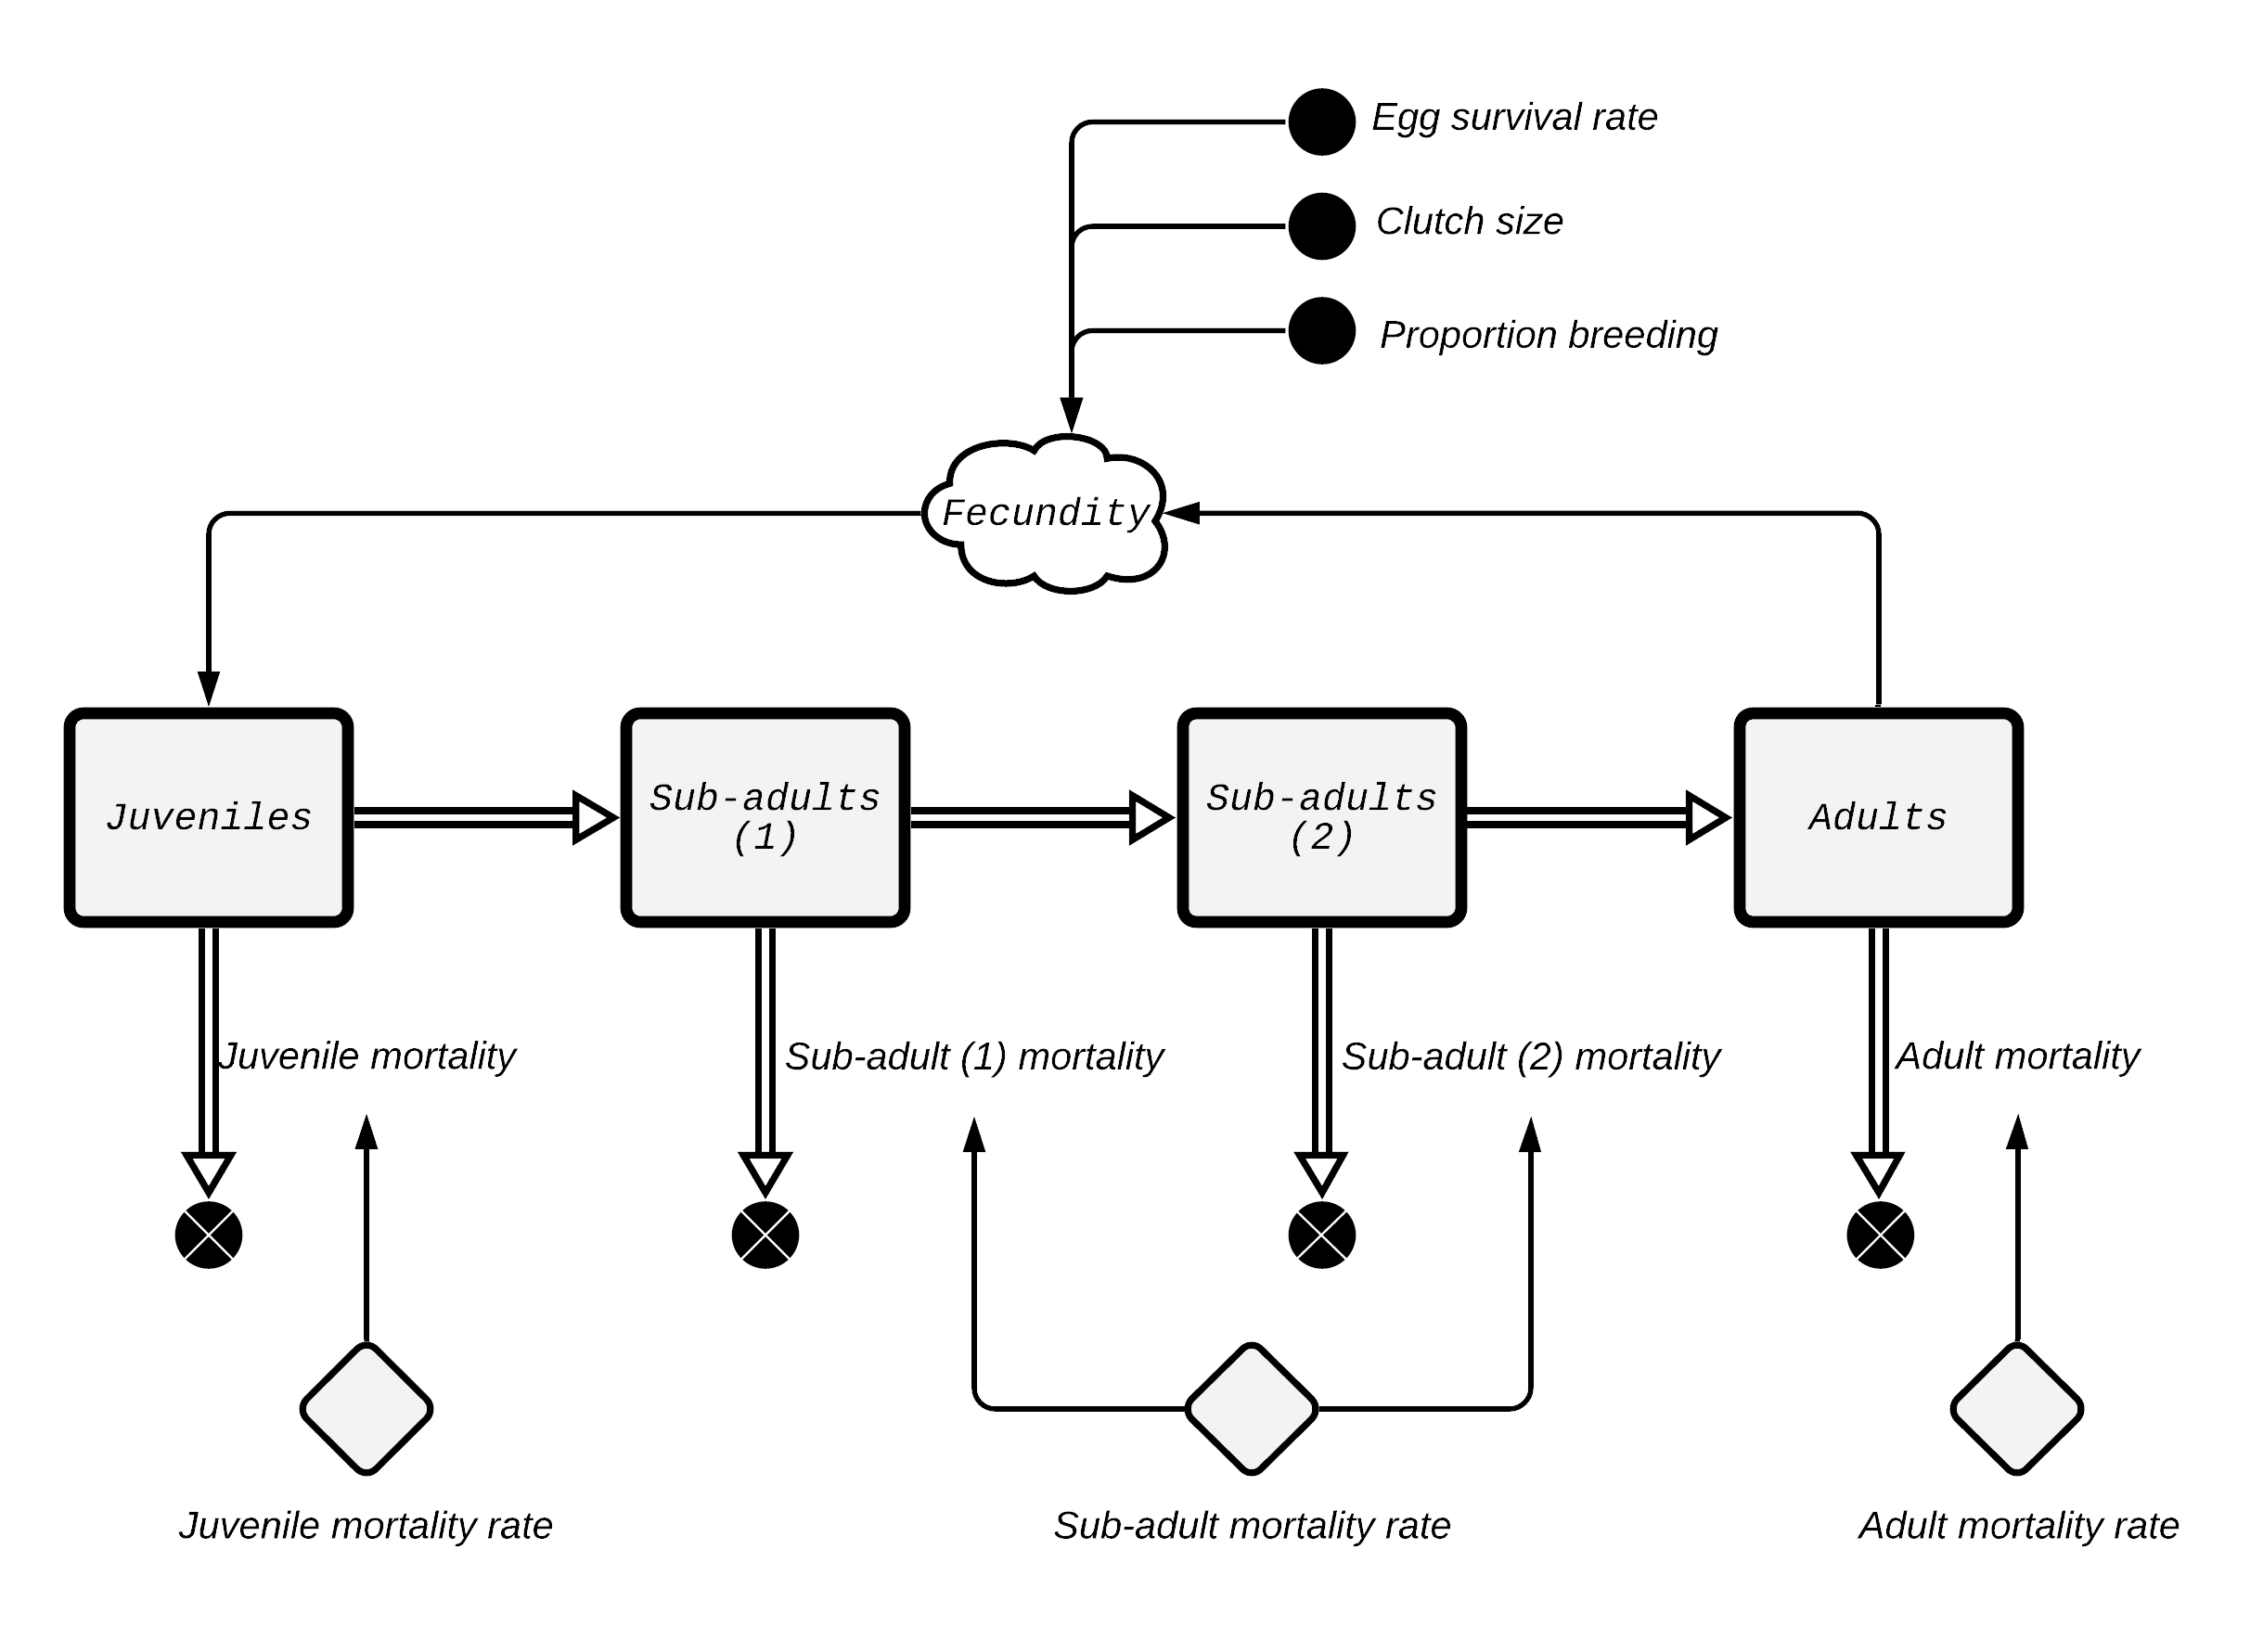 Egg survival rate
Clutch size
Proportion breeding
Fecundity
Juveniles
Sub-adults
(1)
Sub-adults
(2)
Adults
Juvenile mortality
Sub-adult (1) mortality
Sub-adult (2) mortality
Adult mortality
Juvenile mortality rate
Sub-adult mortality rate
Adult mortality rate